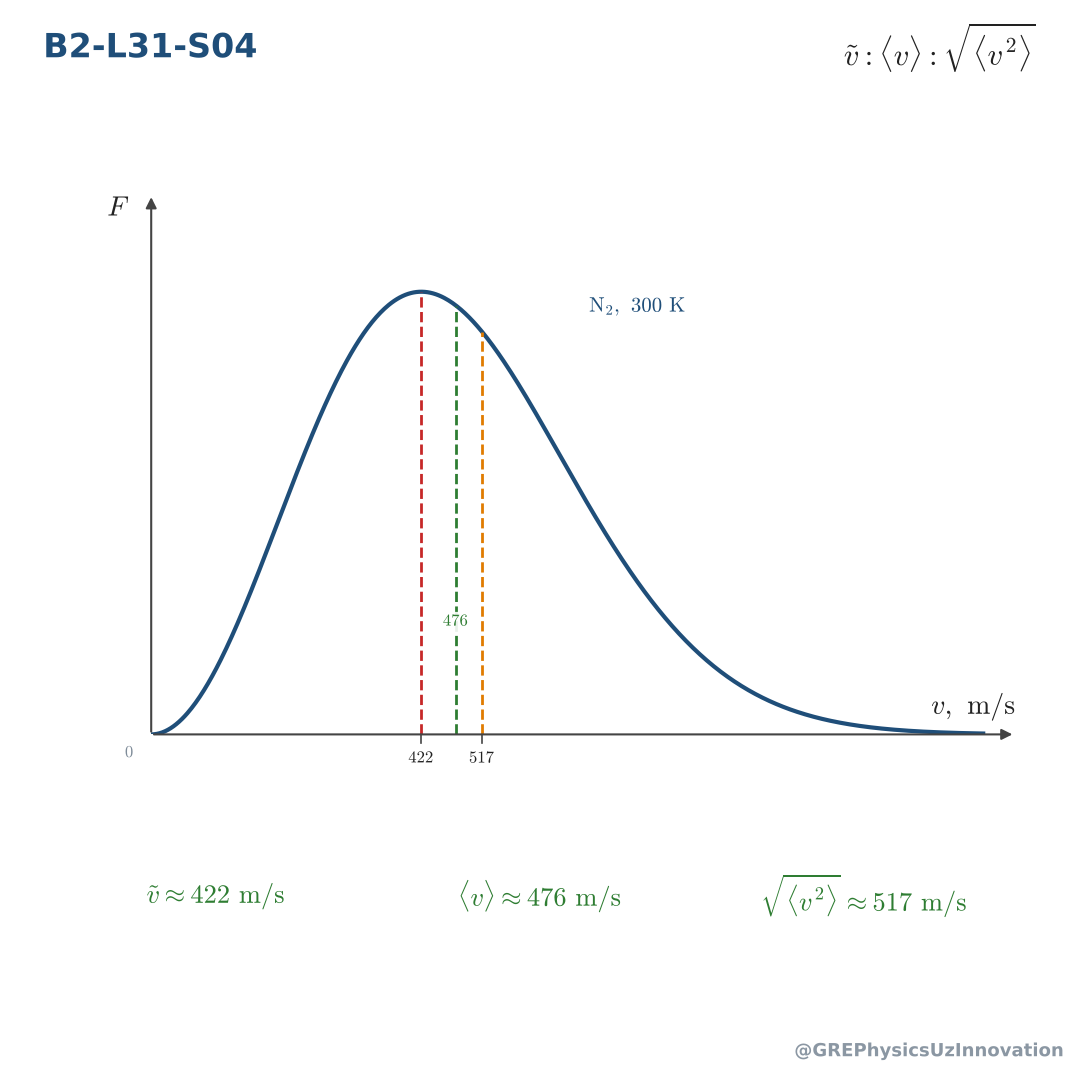 B2-L31-S04
ṽ : ⟨v⟩ : √⟨v²⟩
F
N₂, 300 K
476
v, m/s
0
422
517
ṽ ≈ 422 m/s
⟨v⟩ ≈ 476 m/s
√⟨v²⟩ ≈ 517 m/s
@GREPhysicsUzInnovation